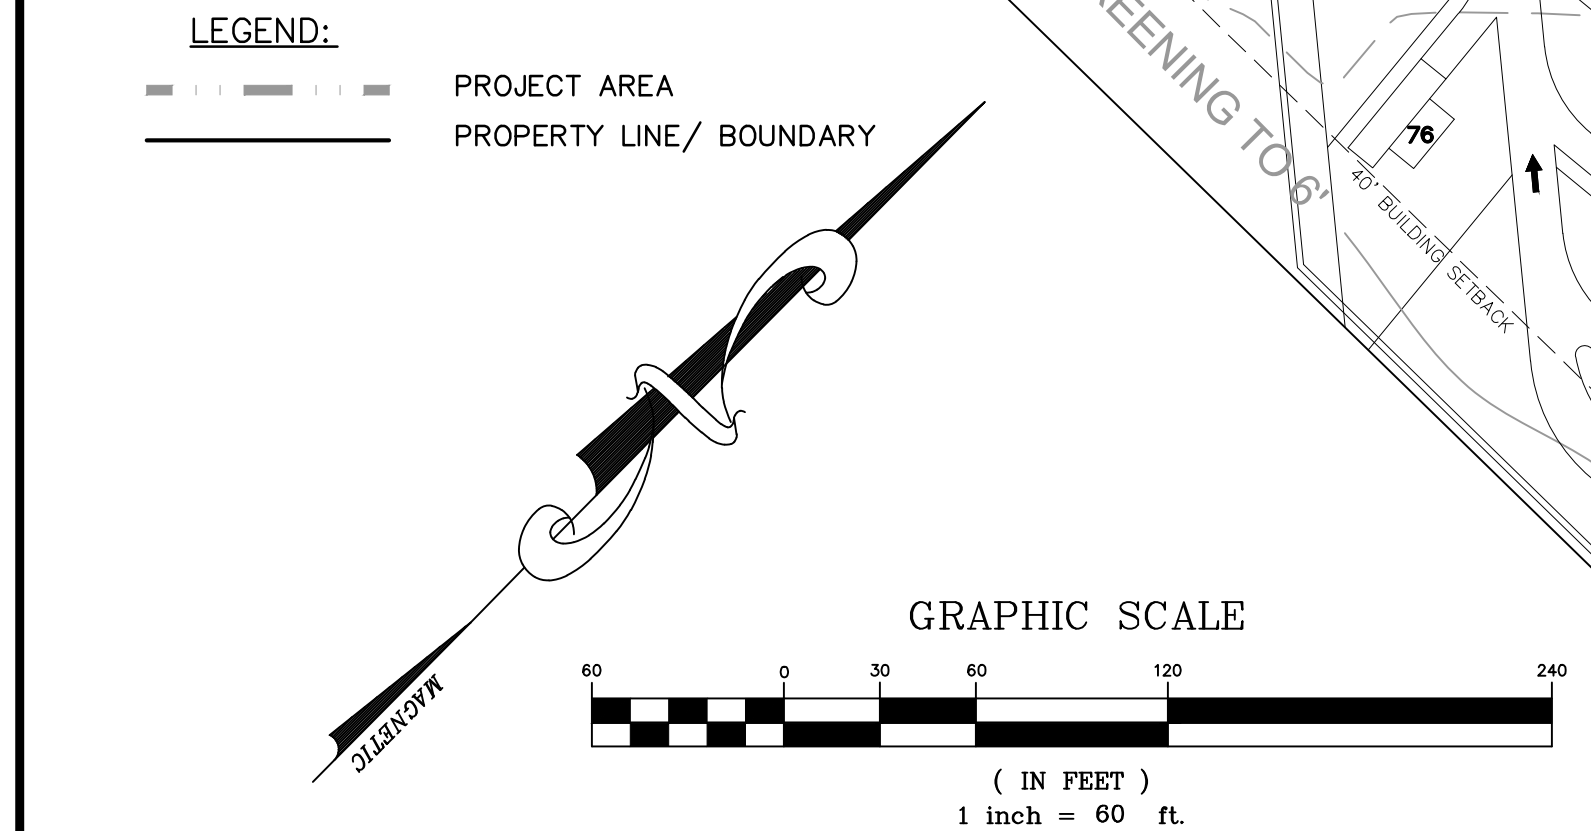 LEGEND:
PROJECT AREA
PROPERTY LINE/ BOUNDARY
EENING TO 6'
76
40' BUILDING SETBACK
MAGNETIC
GRAPHIC SCALE
60 0 30 60 120 240
( IN FEET )
1 inch = 60 ft.